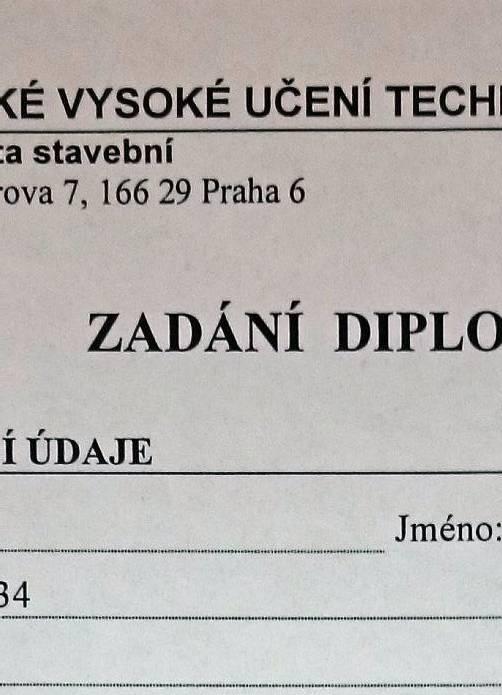 KÉ VYSOKÉ UČENÍ TECH
ta stavební
rova 7, 166 29 Praha 6
ZADÁNÍ DIPLO
Í ÚDAJE
Jméno:
34